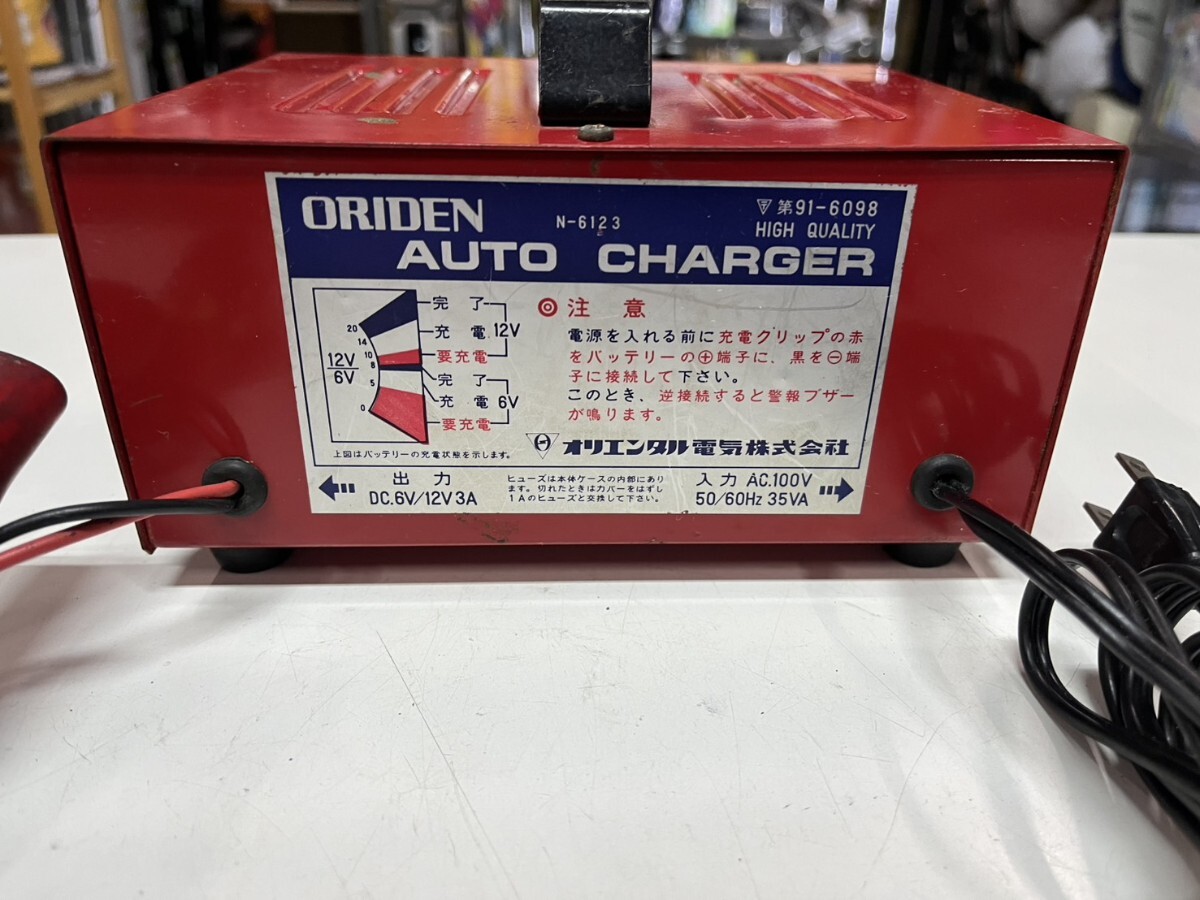 ORIDEN
N-6123
〒 第91-6098
HIGH QUALITY
AUTO CHARGER
完了
充電 12V
要充電
完了
充電 6V
要充電
20
14
10
8
5
0
12V
6V
上図はバッテリーの充電状態を示します。
◎ 注意
電源を入れる前に充電グリップの赤
をバッテリーの⊕端子に、黒を⊖端
子に接続して下さい。
このとき、逆接続すると警報ブザー
が鳴ります。
オリエンタル電気株式会社
出力
DC.6V/12V 3A
ヒューズは本体ケースの内部にあり
ます。切れたときはカバーをはずし
1Aのヒューズと交換して下さい。
入力 AC.100V
50/60Hz 35VA